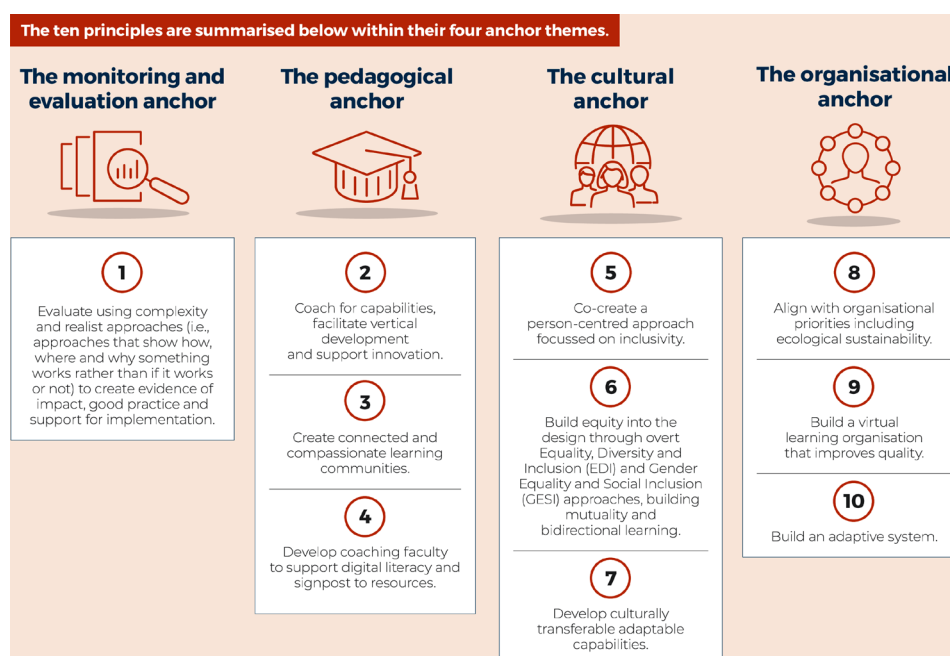 The ten principles are summarised below within their four anchor themes.
The monitoring and
evaluation anchor
1
Evaluate using complexity
and realist approaches (i.e.,
approaches that show how,
where and why something
works rather than if it works
or not) to create evidence of
impact, good practice and
support for implementation.
The pedagogical
anchor
2
Coach for capabilities,
facilitate vertical
development
and support innovation.
3
Create connected and
compassionate learning
communities.
4
Develop coaching faculty
to support digital literacy and
signpost to resources.
The cultural
anchor
5
Co-create a
person-centred approach
focussed on inclusivity.
6
Build equity into the
design through overt
Equality, Diversity and
Inclusion (EDI) and Gender
Equality and Social Inclusion
(GESI) approaches, building
mutuality and
bidirectional learning.
7
Develop culturally
transferable adaptable
capabilities.
The organisational
anchor
8
Align with organisational
priorities including
ecological sustainability.
9
Build a virtual
learning organisation
that improves quality.
10
Build an adaptive system.